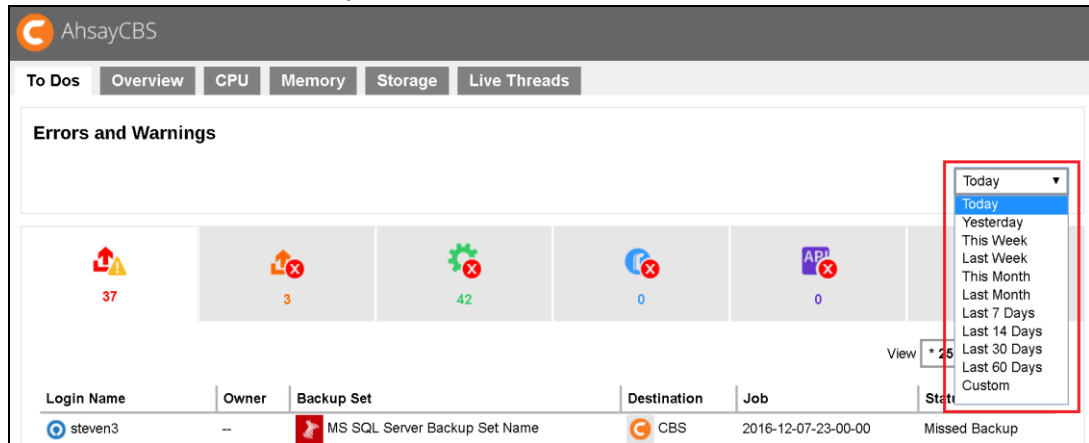 AhsayCBS
To Dos Overview CPU Memory Storage Live Threads
Errors and Warnings
Today
Today
Yesterday
This Week
Last Week
This Month
Last Month
Last 7 Days
Last 14 Days
Last 30 Days
Last 60 Days
Custom
API
37 3 42 0 0
View * 25
Login Name Owner Backup Set Destination Job
steven3 -- MS SQL Server Backup Set Name CBS 2016-12-07-23-00-00 Missed Backup